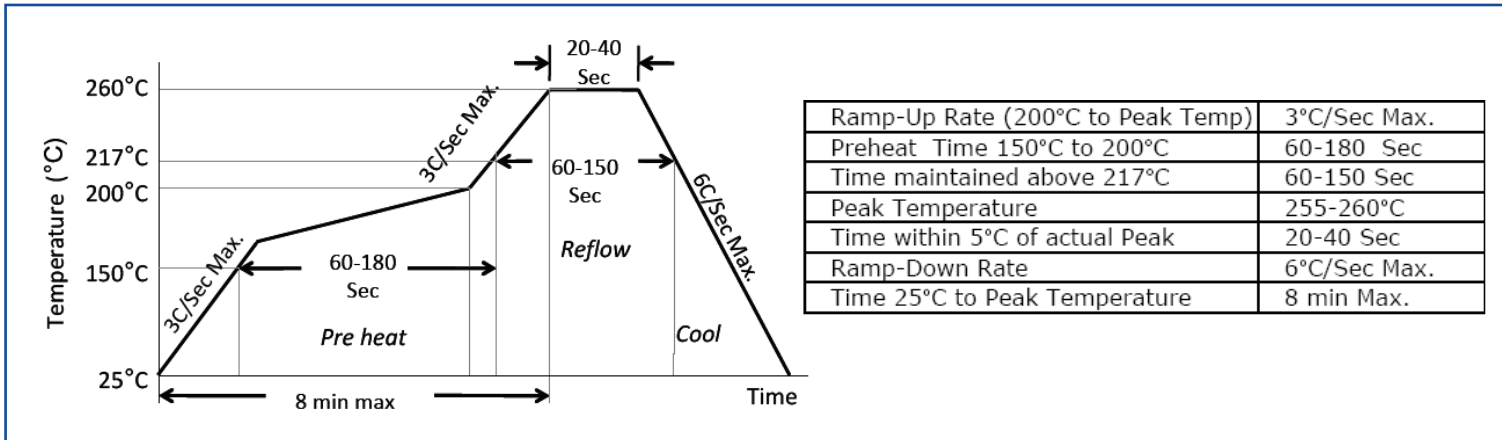 20-40
Sec
260°C
217°C
200°C
150°C
25°C
Temperature (°C)
3C/Sec Max.
3C/Sec Max.
60-150
Sec
6C/Sec Max.
Reflow
60-180
Sec
Pre heat
Cool
8 min max
Time
Ramp-Up Rate (200°C to Peak Temp) 3°C/Sec Max.
Preheat Time 150°C to 200°C 60-180 Sec
Time maintained above 217°C 60-150 Sec
Peak Temperature 255-260°C
Time within 5°C of actual Peak 20-40 Sec
Ramp-Down Rate 6°C/Sec Max.
Time 25°C to Peak Temperature 8 min Max.